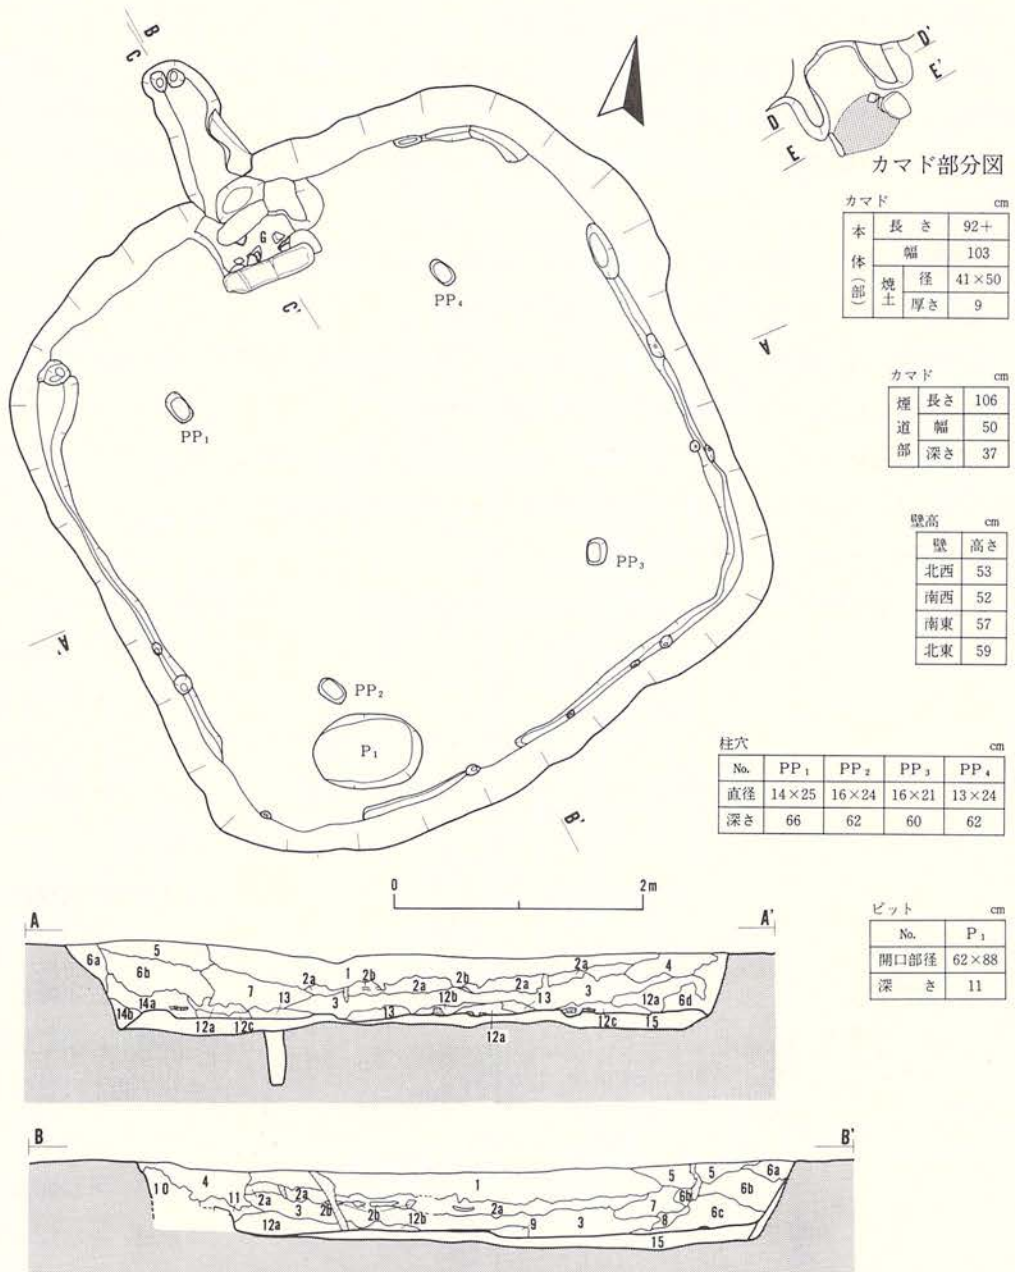 B
C
D'
E'
D
E
カマド部分図
カマド cm
本体(部) 長さ 92+
幅 103
焼土 径 41×50
厚さ 9
G
PP₄
C'
A
カマド cm
煙道部 長さ 106
幅 50
深さ 37
PP₁
壁高 cm
壁 高さ
北西 53
南西 52
南東 57
北東 59
PP₃
A'
PP₂
P₁
B'
柱穴 cm
No. PP₁ PP₂ PP₃ PP₄
直径 14×25 16×24 16×21 13×24
深さ 66 62 60 62
0 2m
ピット cm
No. P₁
開口部径 62×88
深さ 11
A A'
6a 5 1 2b 2b 2a 4
6b 2a 2a 2a
7 13 3 12b 13 3 12a 6d
14a 13
14b 12a 12c 12a 12c 15
B B'
10 4 1 5 5 6a
11 2a 2a 2a 6b 6b
3 2b 2b 12b 7 6c
12a 9 3 8
15